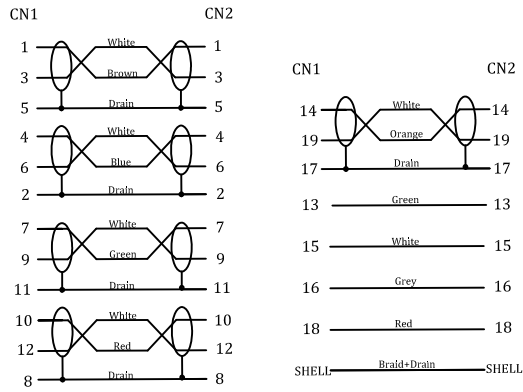 CN1 CN2
1 White 1
3 Brown 3
5 Drain 5
4 White 4
6 Blue 6
2 Drain 2
7 White 7
9 Green 9
11 Drain 11
10 White 10
12 Red 12
8 Drain 8
CN1 CN2
14 White 14
19 Orange 19
17 Drain 17
13 Green 13
15 White 15
16 Grey 16
18 Red 18
SHELL Braid+Drain SHELL